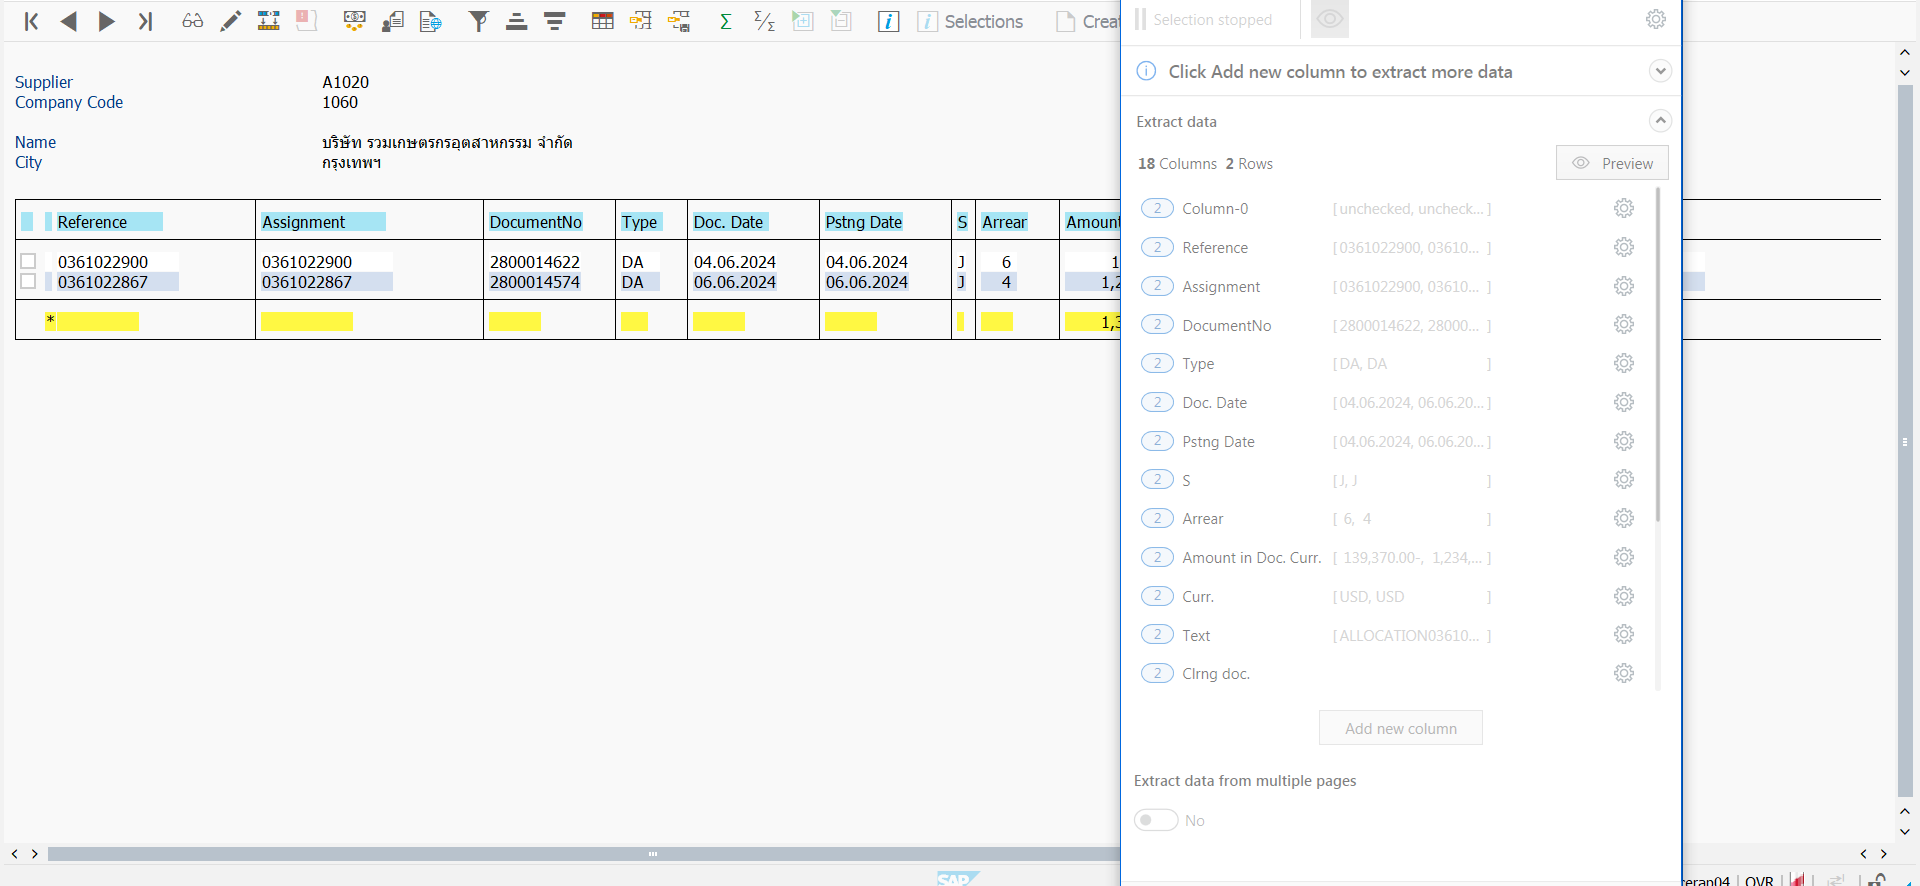 Selections
Crea
Supplier A1020
Company Code 1060
Name บริษัท รวมเกษตรกรอุตสาหกรรม จำกัด
City กรุงเทพฯ
Reference Assignment DocumentNo Type Doc. Date Pstng Date S Arrear Amount
0361022900 0361022900 2800014622 DA 04.06.2024 04.06.2024 J 6 1
0361022867 0361022867 2800014574 DA 06.06.2024 06.06.2024 J 4 1,2
* 1,3
SAP
Selection stopped
Click Add new column to extract more data
Extract data
18 Columns 2 Rows Preview
2 Column-0 [unchecked, uncheck... ]
2 Reference [0361022900, 03610... ]
2 Assignment [0361022900, 03610... ]
2 DocumentNo [2800014622, 28000... ]
2 Type [DA, DA ]
2 Doc. Date [04.06.2024, 06.06.20... ]
2 Pstng Date [04.06.2024, 06.06.20... ]
2 S [J, J ]
2 Arrear [ 6, 4 ]
2 Amount in Doc. Curr. [ 139,370.00-, 1,234,... ]
2 Curr. [USD, USD ]
2 Text [ALLOCATION03610... ]
2 Clrng doc.
Add new column
Extract data from multiple pages
No
erap04 OVR